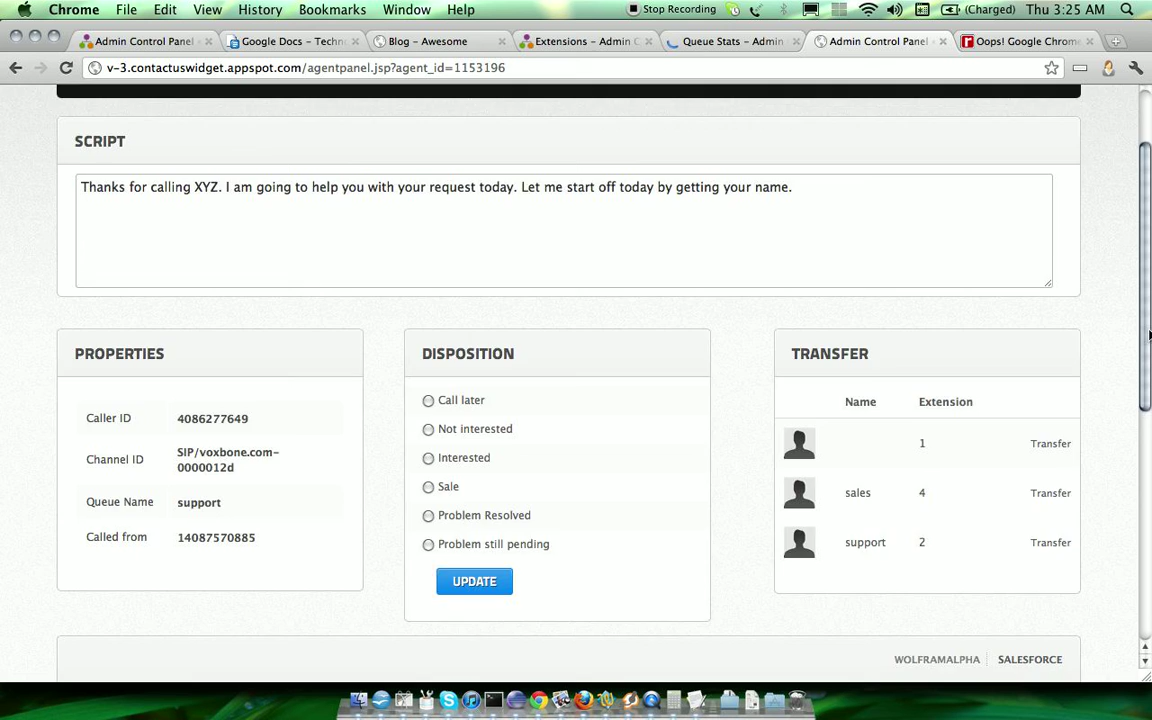 Chrome File Edit View History Bookmarks Window Help Stop Recording (Charged) Thu 3:25 AM
Admin Control Panel Google Docs - Techn Blog - Awesome Extensions - Admin C Queue Stats - Admin Admin Control Panel Oops! Google Chrom
v-3.contactuswidget.appspot.com/agentpanel.jsp?agent_id=1153196
SCRIPT
Thanks for calling XYZ. I am going to help you with your request today. Let me start off today by getting your name.
PROPERTIES
Caller ID 4086277649
Channel ID SIP/voxbone.com-
0000012d
Queue Name support
Called from 14087570885
DISPOSITION
Call later
Not interested
Interested
Sale
Problem Resolved
Problem still pending
UPDATE
TRANSFER
Name Extension
1 Transfer
sales 4 Transfer
support 2 Transfer
WOLFRAMALPHA SALESFORCE